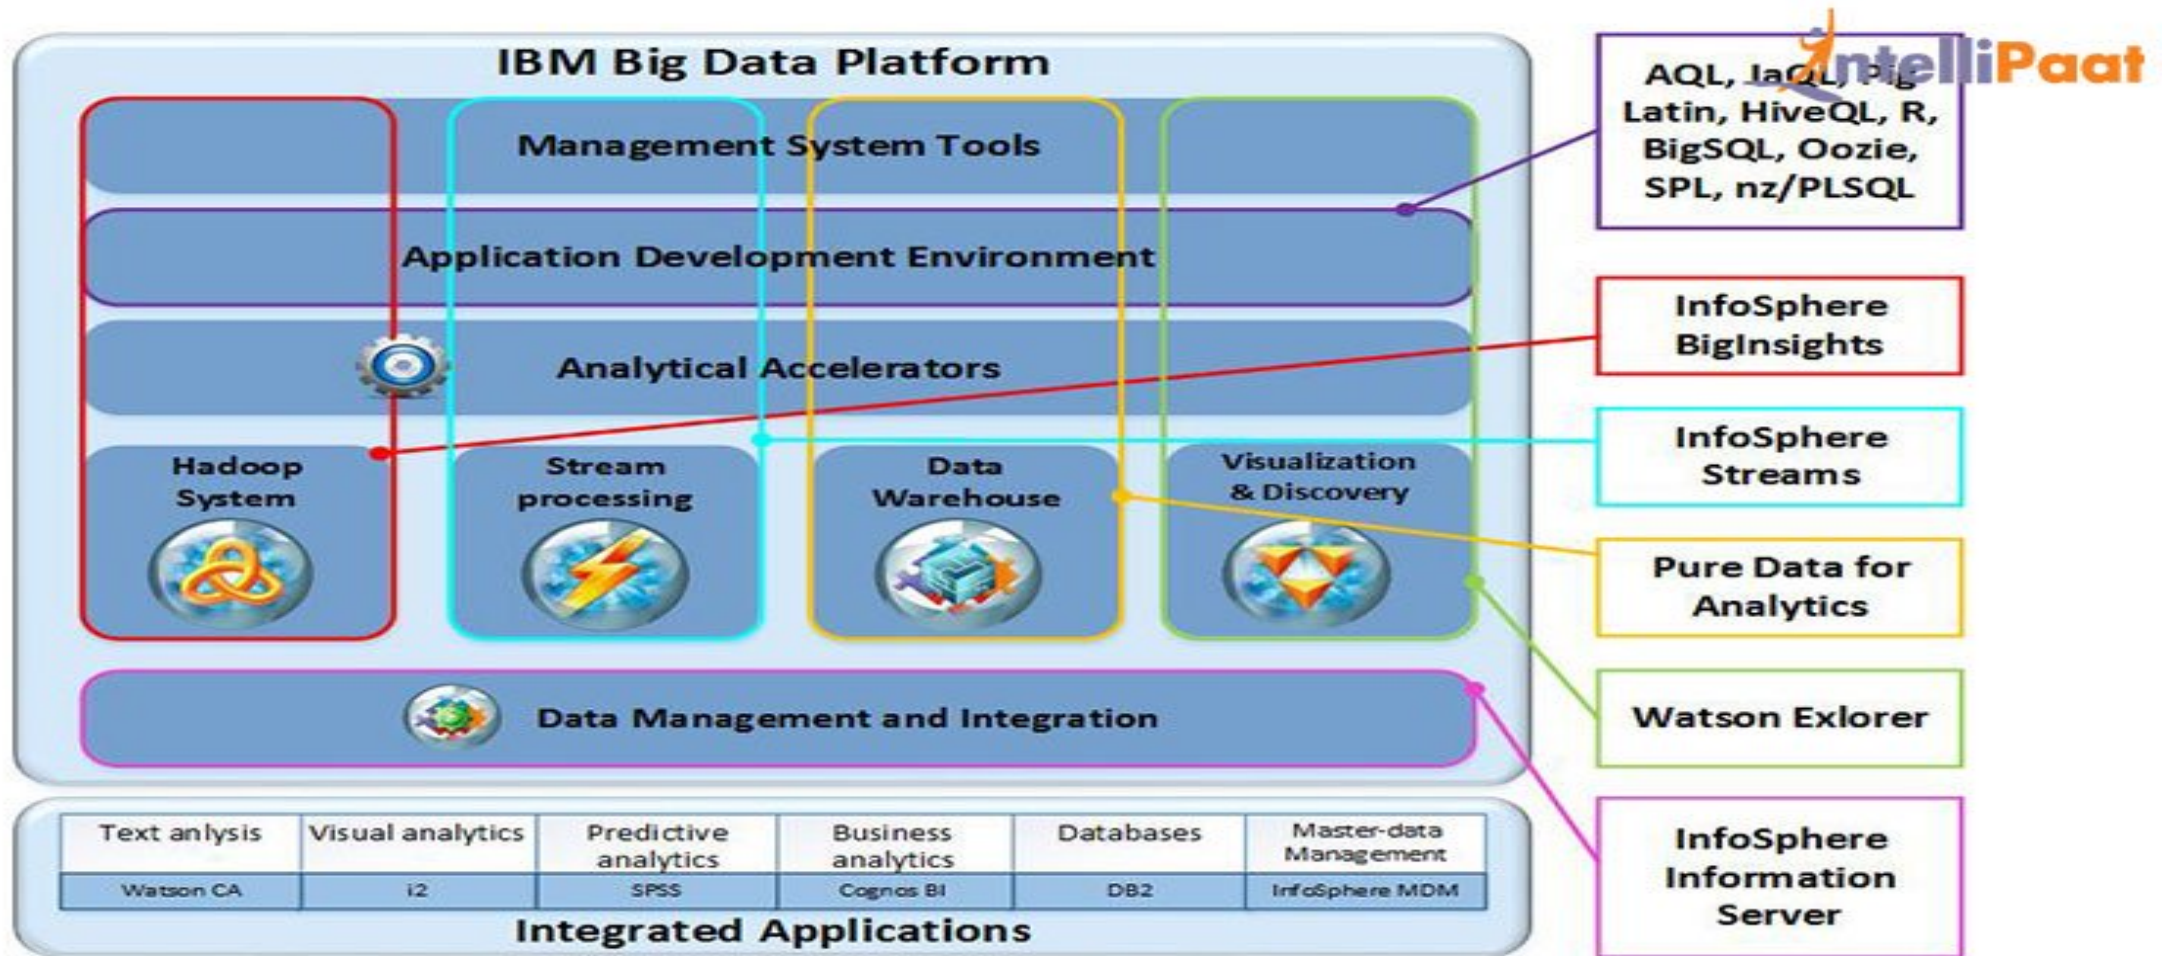 IBM Big Data Platform
Management System Tools
Application Development Environment
Analytical Accelerators
Hadoop
System
Stream
processing
Data
Warehouse
Visualization
& Discovery
Data Management and Integration
Text anlysis
Visual analytics
Predictive
analytics
Business
analytics
Databases
Master-data
Management
Watson CA
i2
SPSS
Cognos BI
DB2
InfoSphere MDM
Integrated Applications
IntelliPaat
AQL, JaQL, Pig
Latin, HiveQL, R,
BigSQL, Oozie,
SPL, nz/PLSQL
InfoSphere
BigInsights
InfoSphere
Streams
Pure Data for
Analytics
Watson Exlorer
InfoSphere
Information
Server